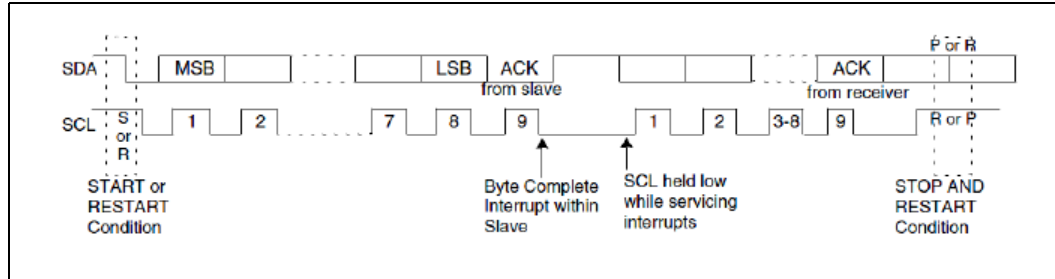 P or R
SDA MSB LSB ACK ACK
from slave from receiver
SCL S or R 1 2 7 8 9 1 2 3-8 9 R or P
START or
RESTART
Condition
Byte Complete
Interrupt within
Slave
SCL held low
while servicing
interrupts
STOP AND
RESTART
Condition